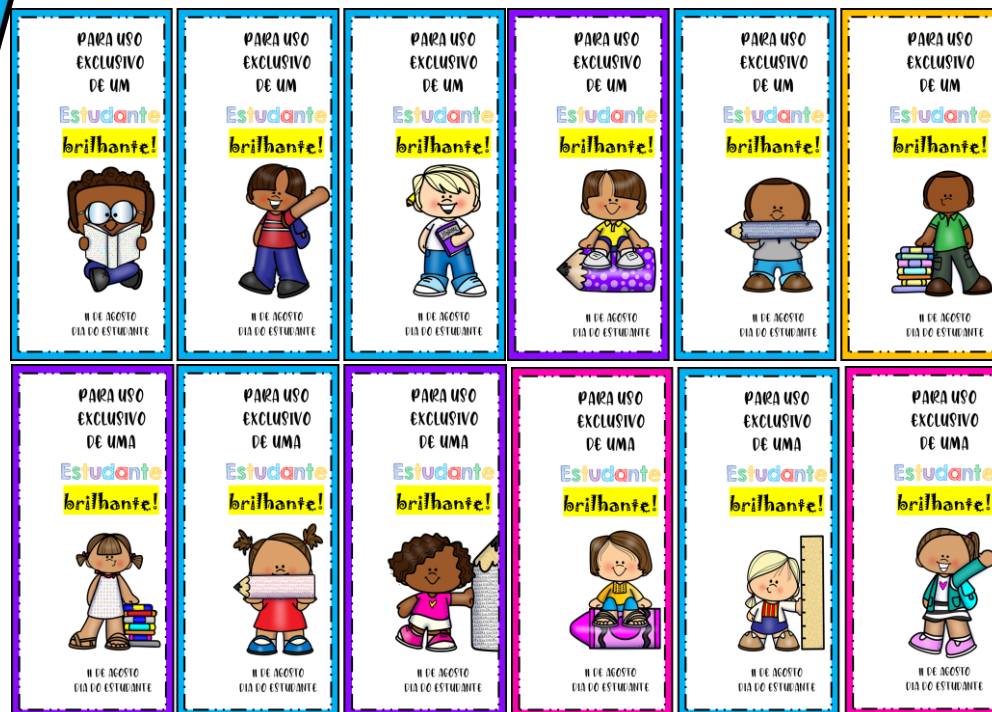 PARA USO
EXCLUSIVO
DE UM
Estudante
brilhante!
11 DE AGOSTO
DIA DO ESTUDANTE
PARA USO
EXCLUSIVO
DE UM
Estudante
brilhante!
11 DE AGOSTO
DIA DO ESTUDANTE
PARA USO
EXCLUSIVO
DE UM
Estudante
brilhante!
11 DE AGOSTO
DIA DO ESTUDANTE
PARA USO
EXCLUSIVO
DE UM
Estudante
brilhante!
11 DE AGOSTO
DIA DO ESTUDANTE
PARA USO
EXCLUSIVO
DE UM
Estudante
brilhante!
11 DE AGOSTO
DIA DO ESTUDANTE
PARA USO
EXCLUSIVO
DE UM
Estudante
brilhante!
11 DE AGOSTO
DIA DO ESTUDANTE
PARA USO
EXCLUSIVO
DE UMA
Estudante
brilhante!
11 DE AGOSTO
DIA DO ESTUDANTE
PARA USO
EXCLUSIVO
DE UMA
Estudante
brilhante!
11 DE AGOSTO
DIA DO ESTUDANTE
PARA USO
EXCLUSIVO
DE UMA
Estudante
brilhante!
11 DE AGOSTO
DIA DO ESTUDANTE
PARA USO
EXCLUSIVO
DE UMA
Estudante
brilhante!
11 DE AGOSTO
DIA DO ESTUDANTE
PARA USO
EXCLUSIVO
DE UMA
Estudante
brilhante!
11 DE AGOSTO
DIA DO ESTUDANTE
PARA USO
EXCLUSIVO
DE UMA
Estudante
brilhante!
11 DE AGOSTO
DIA DO ESTUDANTE